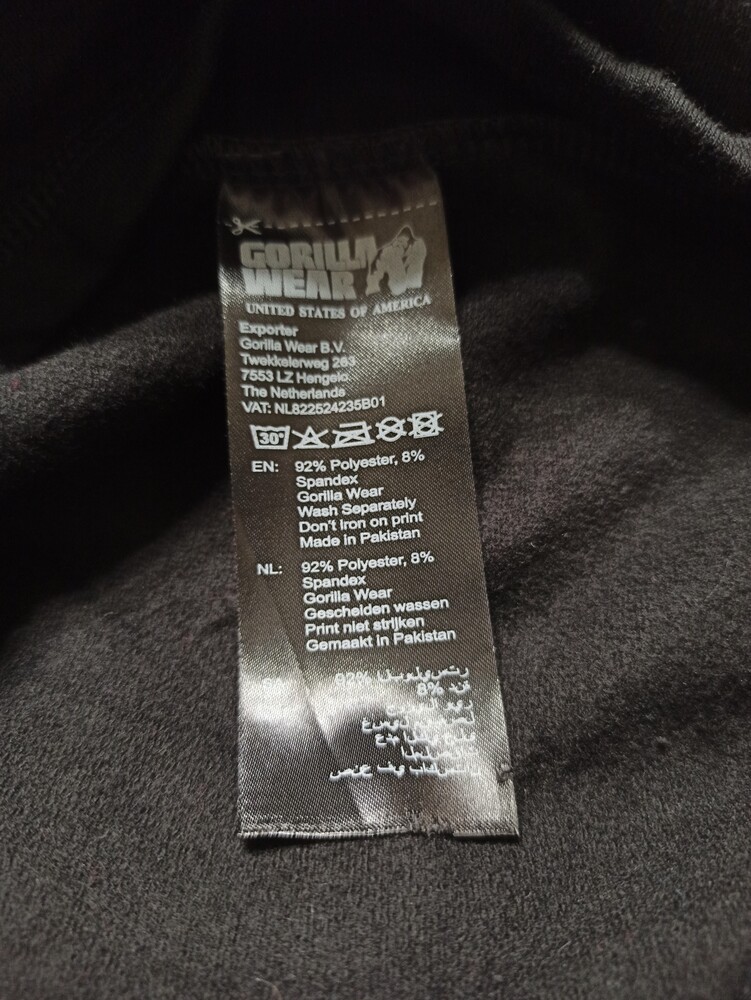 GORILLA
WEAR
UNITED STATES OF AMERICA
Exporter
Gorilla Wear B.V.
Twekkelerweg 263
7553 LZ Hengelo
The Netherlands
VAT: NL822524235B01
30°
EN: 92% Polyester, 8%
Spandex
Gorilla Wear
Wash Separately
Don't Iron on print
Made in Pakistan
NL: 92% Polyester, 8%
Spandex
Gorilla Wear
Gescheiden wassen
Print niet strijken
Gemaakt in Pakistan
92%
8%